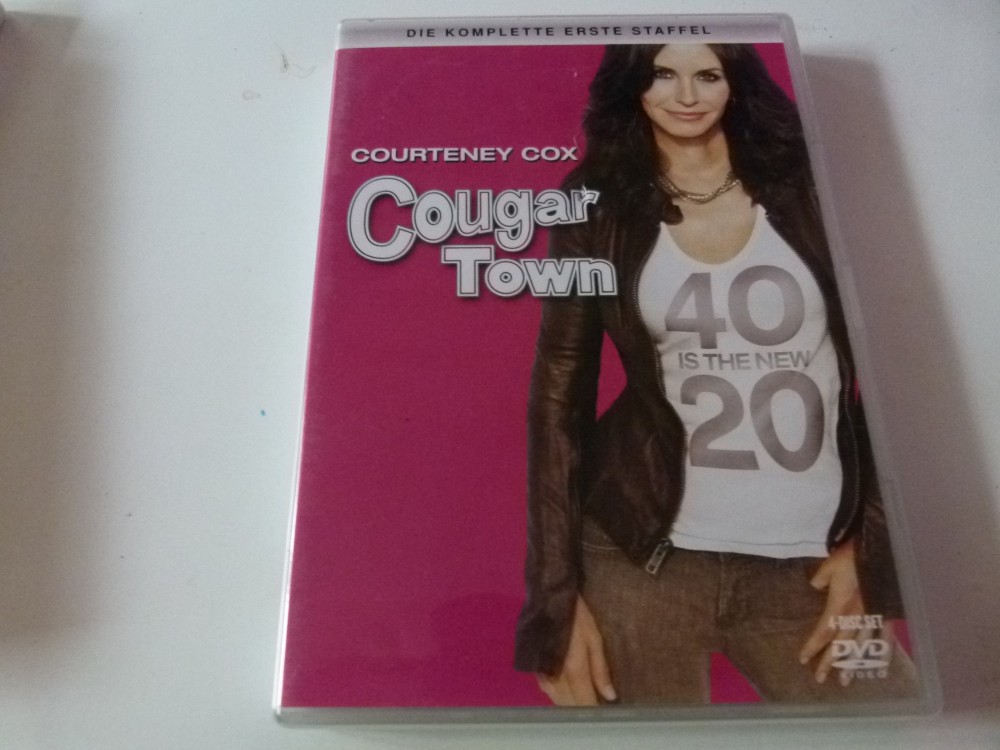 DIE KOMPLETTE ERSTE STAFFEL
COURTENEY COX
Cougar
Town
40
IS THE NEW
20
4-DISC SET
DVD
VIDEO